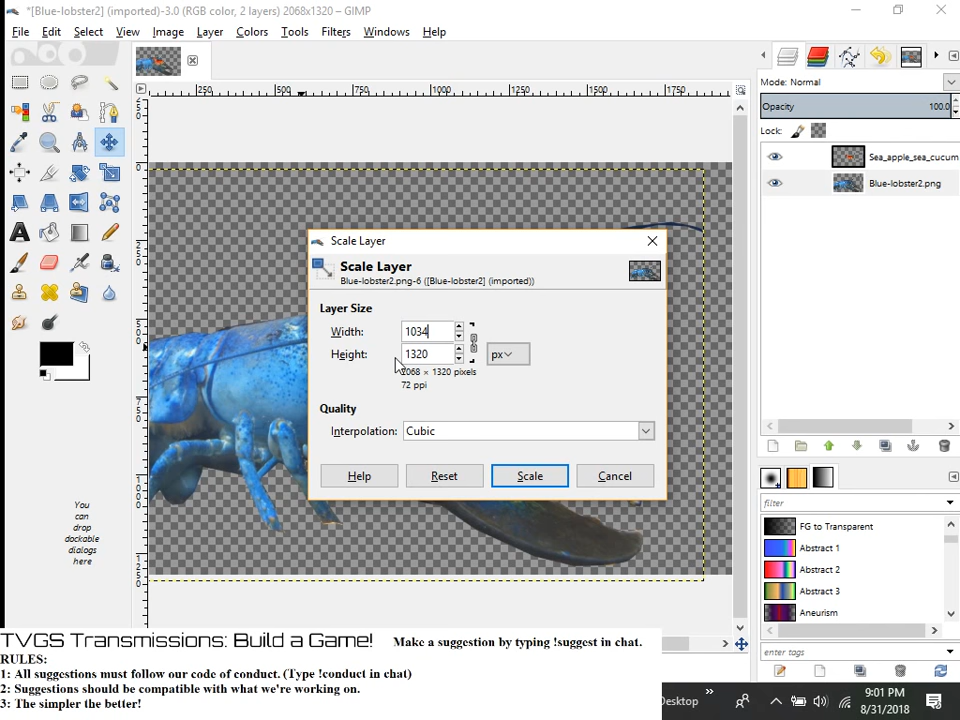 *[Blue-lobster2] (imported)-3.0 (RGB color, 2 layers) 2068x1320 – GIMP
File Edit Select View Image Layer Colors Tools Filters Windows Help
Mode: Normal
Opacity 100.0
Lock:
Sea_apple_sea_cucum
Blue-lobster2.png
250 500 750 1000 1250 1500 1750
Scale Layer
Scale Layer
Blue-lobster2.png-6 ([Blue-lobster2] (imported))
Layer Size
Width: 1034
Height: 1320 px
2068 × 1320 pixels
72 ppi
Quality
Interpolation: Cubic
Help Reset Scale Cancel
You
can
drop
dockable
dialogs
here
filter
FG to Transparent
Abstract 1
Abstract 2
Abstract 3
Aneurism
enter tags
TVGS Transmissions: Build a Game! Make a suggestion by typing !suggest in chat.
RULES:
1: All suggestions must follow our code of conduct. (Type !conduct in chat)
2: Suggestions should be compatible with what we're working on.
3: The simpler the better!
Desktop
9:01 PM
8/31/2018